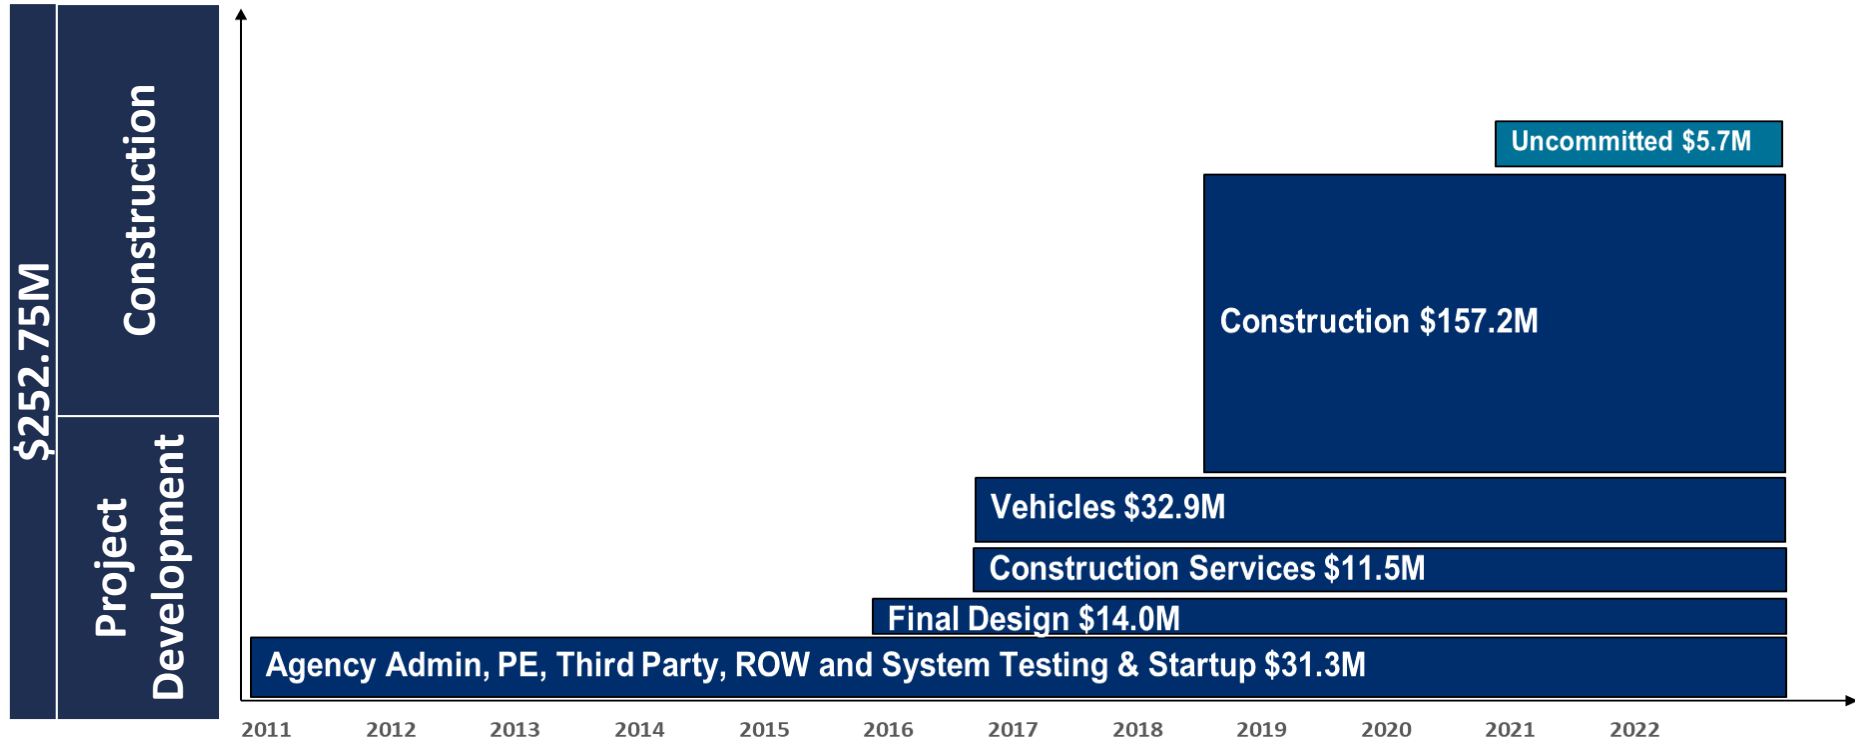 $252.75M
Construction
Project
Development
Uncommitted $5.7M
Construction $157.2M
Vehicles $32.9M
Construction Services $11.5M
Final Design $14.0M
Agency Admin, PE, Third Party, ROW and System Testing & Startup $31.3M
2011 2012 2013 2014 2015 2016 2017 2018 2019 2020 2021 2022